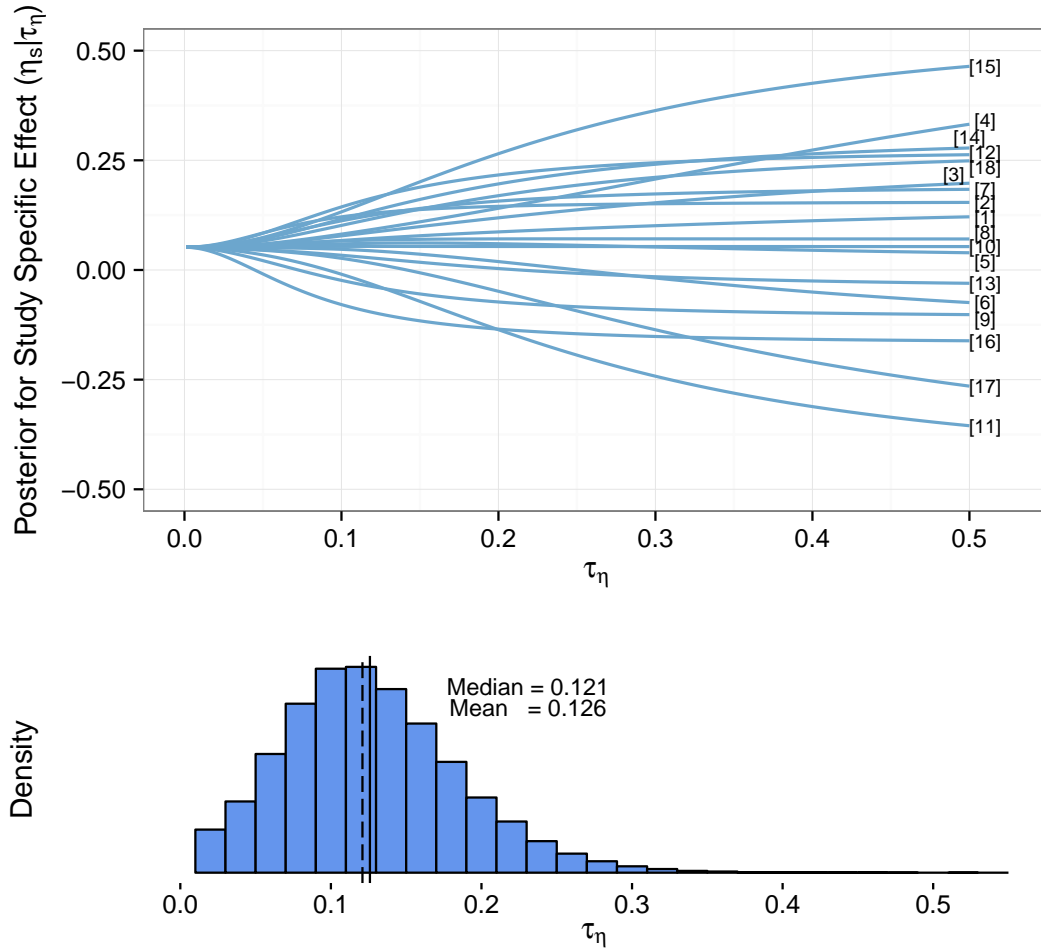 Posterior for Study Specific Effect (ηs|τη)
0.50
0.25
0.00
−0.25
−0.50
[15]
[4]
[14]
[12]
[18]
[3]
[7]
[2]
[1]
[8]
[10]
[5]
[13]
[6]
[9]
[16]
[17]
[11]
0.0 0.1 0.2 0.3 0.4 0.5
τη
Density
Median = 0.121
Mean = 0.126
0.0 0.1 0.2 0.3 0.4 0.5
τη